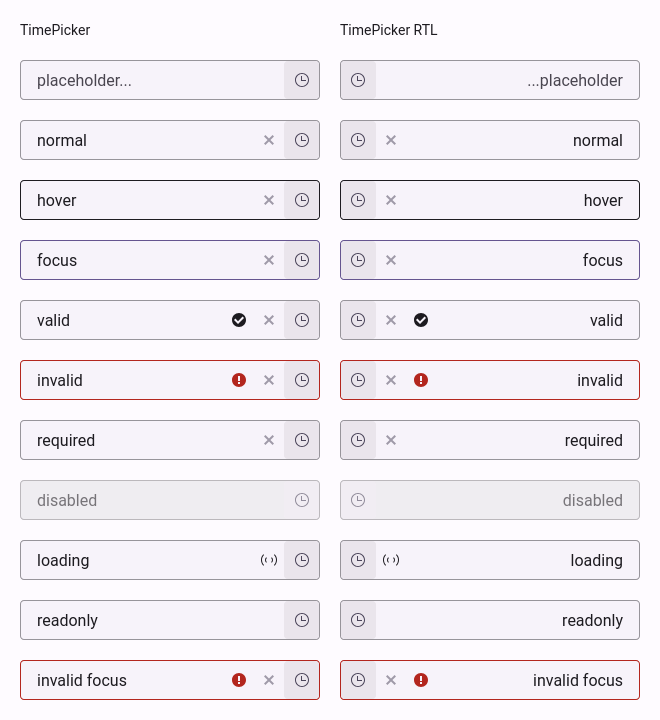 TimePicker
TimePicker RTL
placeholder...
...placeholder
normal
normal
hover
hover
focus
focus
valid
valid
invalid
invalid
required
required
disabled
disabled
loading
loading
readonly
readonly
invalid focus
invalid focus